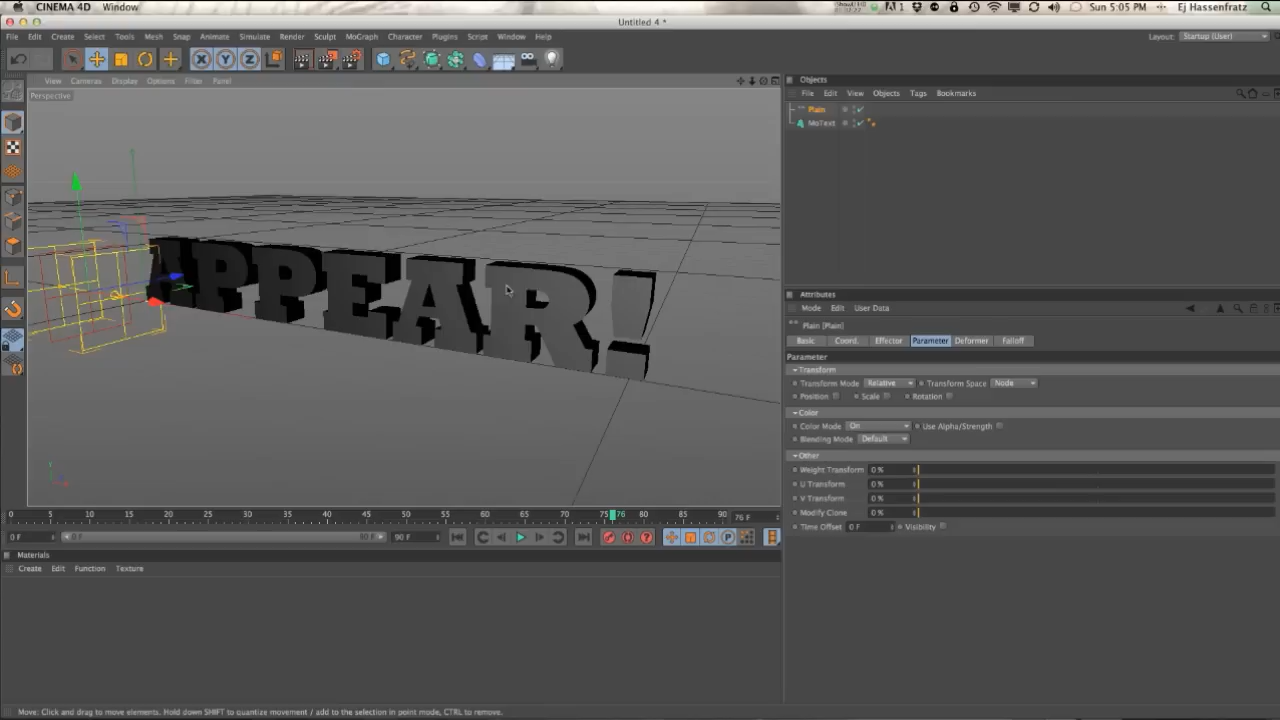 CINEMA 4D Window
1 Sun 5:05 PM Ej Hassenfratz
Untitled 4 *
File Edit Create Select Tools Mesh Snap Animate Simulate Render Sculpt MoGraph Character Plugins Script Window Help Layout: Startup (User)
X Y Z
View Cameras Display Options Filter Panel
Perspective
Objects
File Edit View Objects Tags Bookmarks
Plain
MoText
APPEAR!
Attributes
Mode Edit User Data
Plain [Plain]
Basic Coord. Effector Parameter Deformer Falloff
Parameter
Transform
Transform Mode Relative Transform Space Node
Position Scale Rotation
Color
Color Mode On Use Alpha/Strength
Blending Mode Default
Other
Weight Transform 0 %
U Transform 0 %
V Transform 0 %
Modify Clone 0 %
Time Offset 0 F Visibility
0 5 10 15 20 25 30 35 40 45 50 55 60 65 70 75 76 80 85 90 76 F
0 F 0 F 90 F 90 F
Materials
Create Edit Function Texture
Move: Click and drag to move elements. Hold down SHIFT to quantize movement / add to the selection in point mode, CTRL to remove.